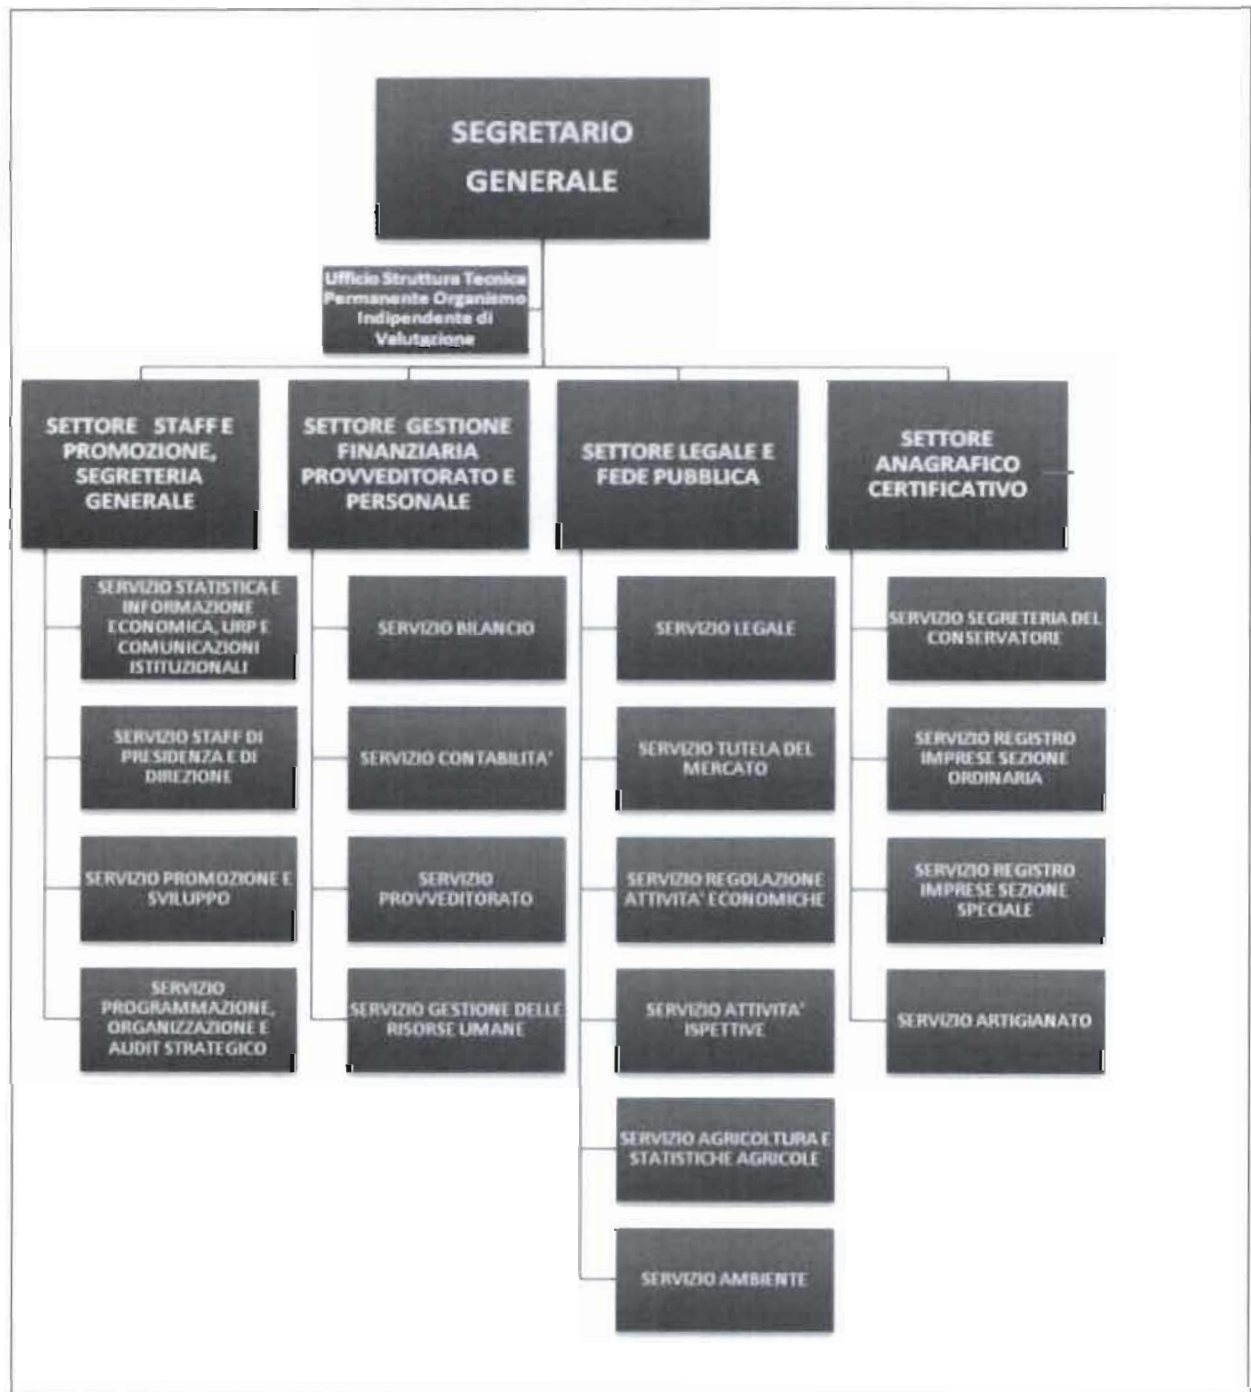 SEGRETARIO
GENERALE
Ufficio Struttura Tecnica
Permanente Organismo
Indipendente di
Valutazione
SETTORE STAFF E
PROMOZIONE,
SEGRETERIA
GENERALE
SETTORE GESTIONE
FINANZIARIA
PROVVEDITORATO E
PERSONALE
SETTORE LEGALE E
FEDE PUBBLICA
SETTORE
ANAGRAFICO
CERTIFICATIVO
SERVIZIO STATISTICA E
INFORMAZIONE
ECONOMICA, URP E
COMUNICAZIONI
ISTITUZIONALI
SERVIZIO STAFF DI
PRESIDENZA E DI
DIREZIONE
SERVIZIO PROMOZIONE E
SVILUPPO
SERVIZIO
PROGRAMMAZIONE,
ORGANIZZAZIONE E
AUDIT STRATEGICO
SERVIZIO BILANCIO
SERVIZIO CONTABILITA'
SERVIZIO
PROVVEDITORATO
SERVIZIO GESTIONE DELLE
RISORSE UMANE
SERVIZIO LEGALE
SERVIZIO TUTELA DEL
MERCATO
SERVIZIO REGOLAZIONE
ATTIVITA' ECONOMICHE
SERVIZIO ATTIVITA'
ISPETTIVE
SERVIZIO AGRICOLTURA E
STATISTICHE AGRICOLE
SERVIZIO AMBIENTE
SERVIZIO SEGRETERIA DEL
CONSERVATORE
SERVIZIO REGISTRO
IMPRESE SEZIONE
ORDINARIA
SERVIZIO REGISTRO
IMPRESE SEZIONE
SPECIALE
SERVIZIO ARTIGIANATO